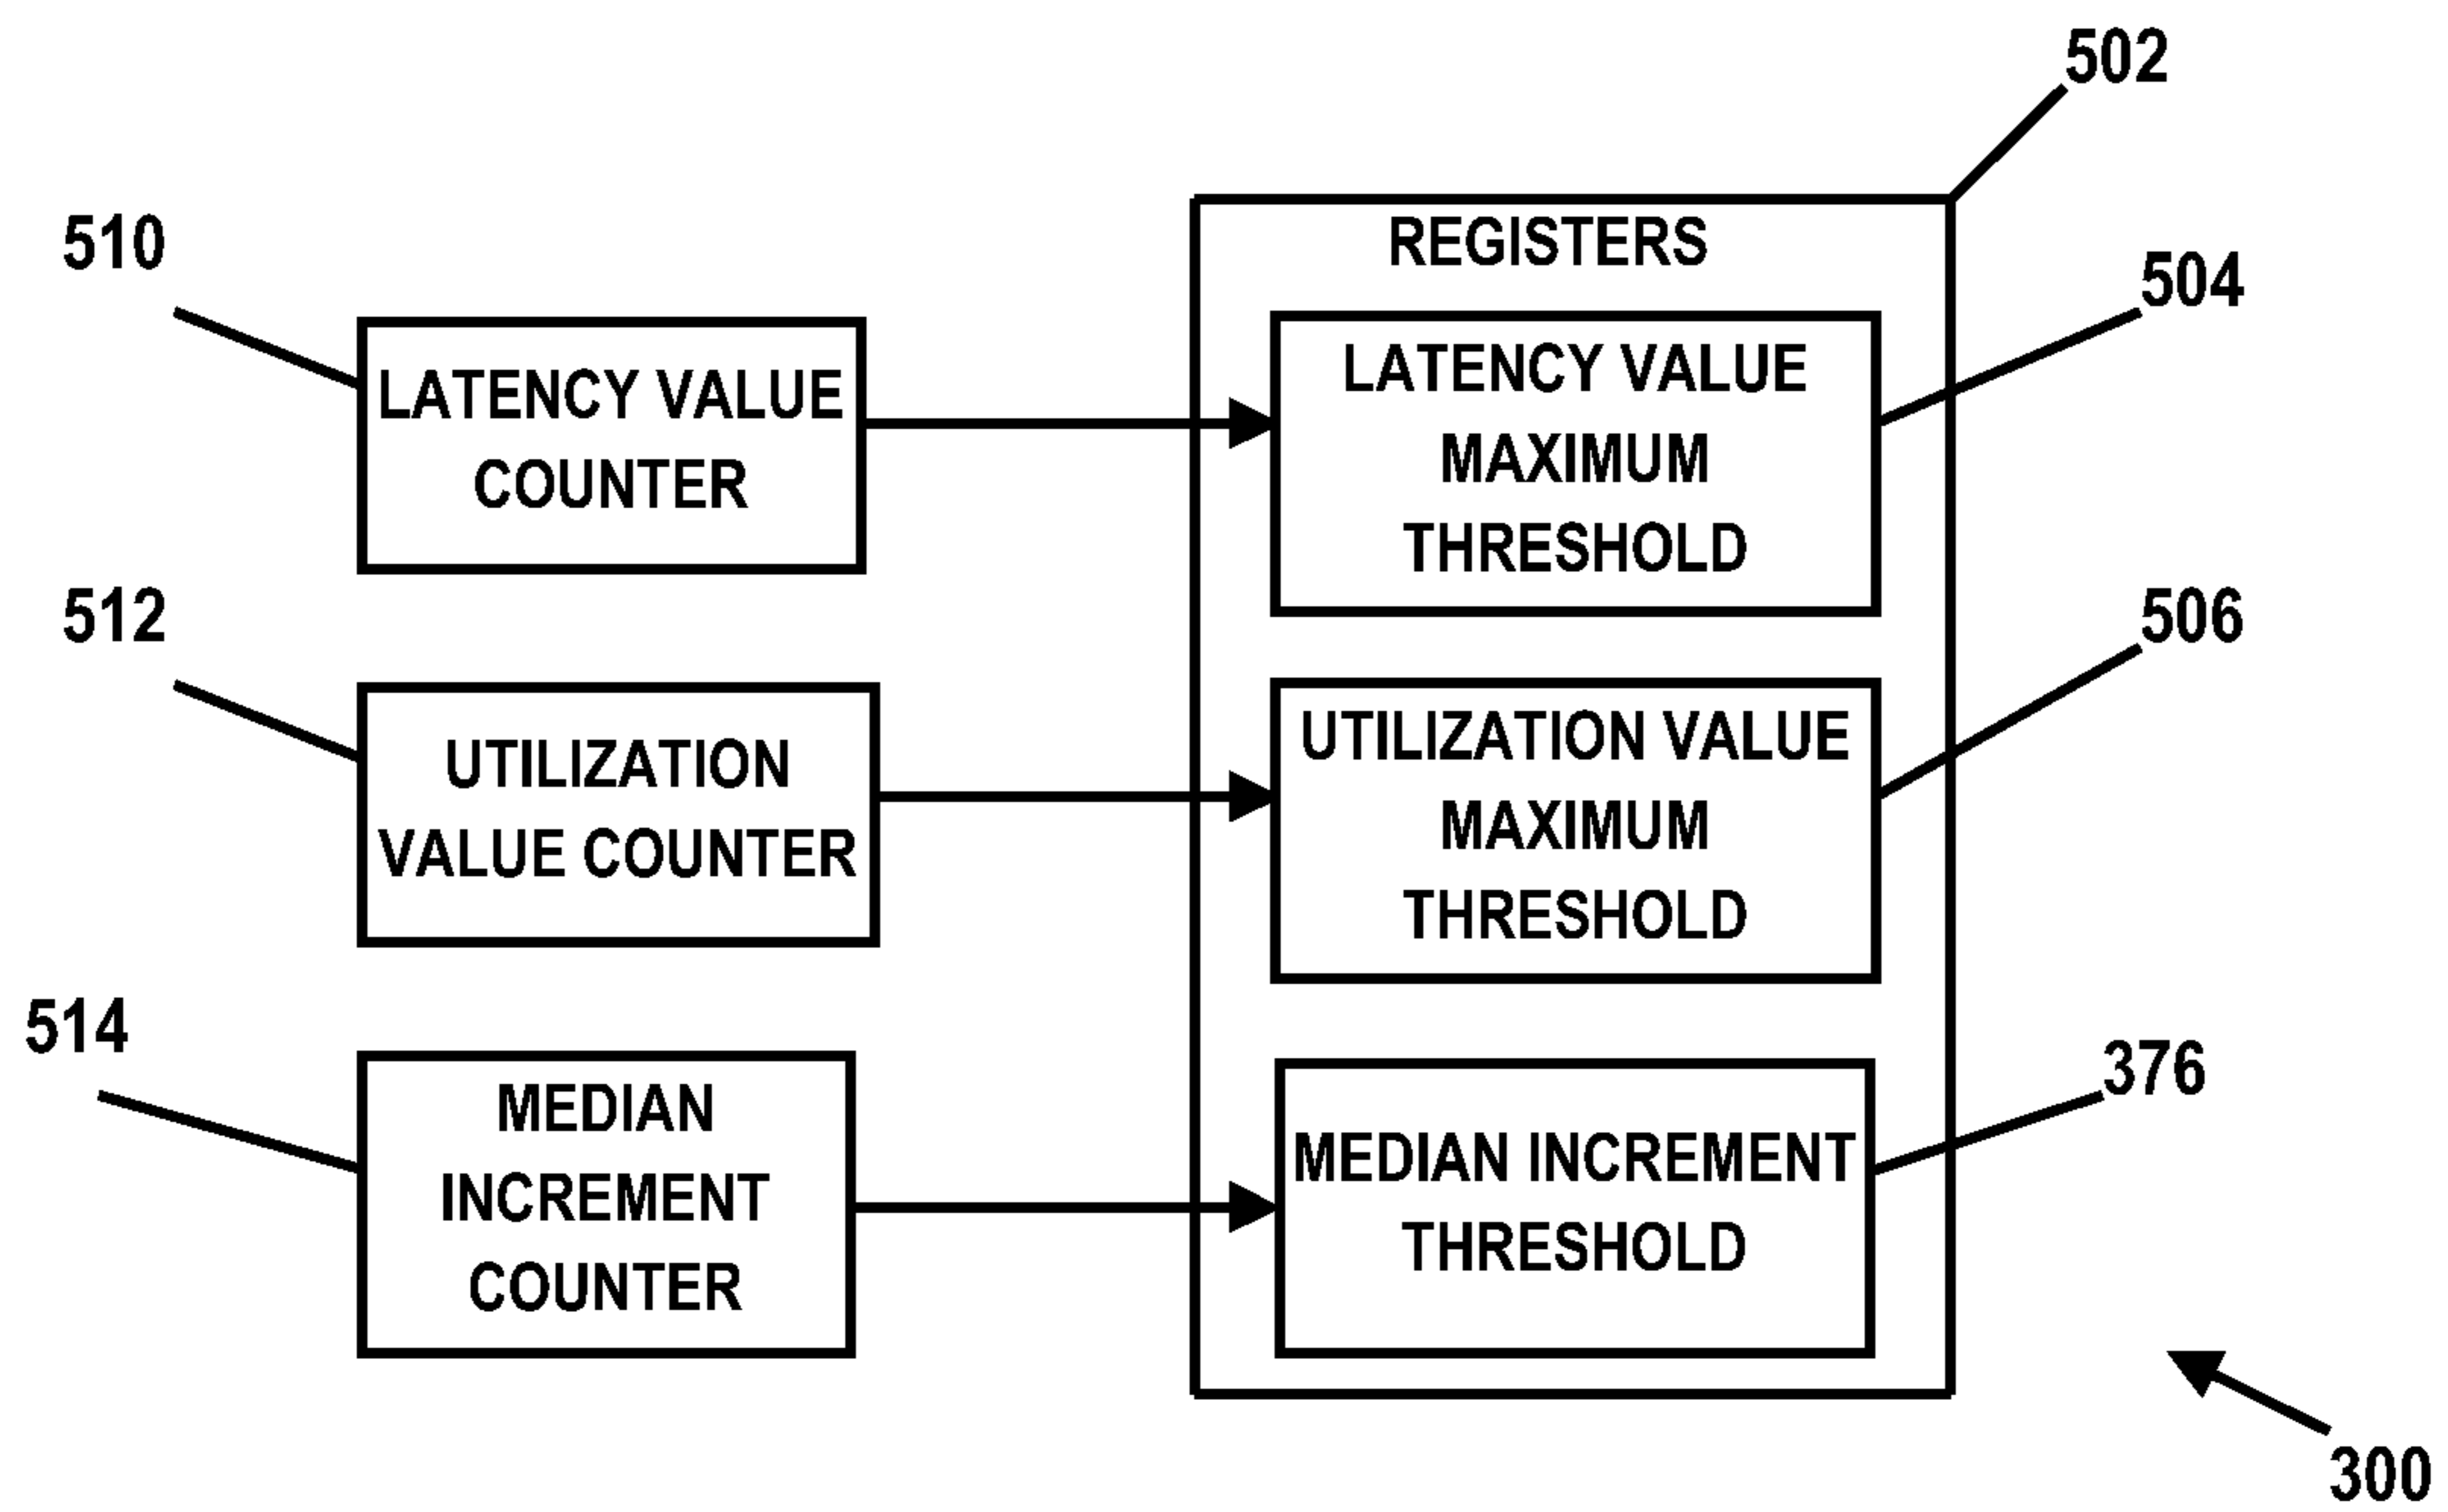 502
REGISTERS
510
504
LATENCY VALUE
COUNTER
LATENCY VALUE
MAXIMUM
THRESHOLD
512
506
UTILIZATION
VALUE COUNTER
UTILIZATION VALUE
MAXIMUM
THRESHOLD
514
376
MEDIAN
INCREMENT
COUNTER
MEDIAN INCREMENT
THRESHOLD
300